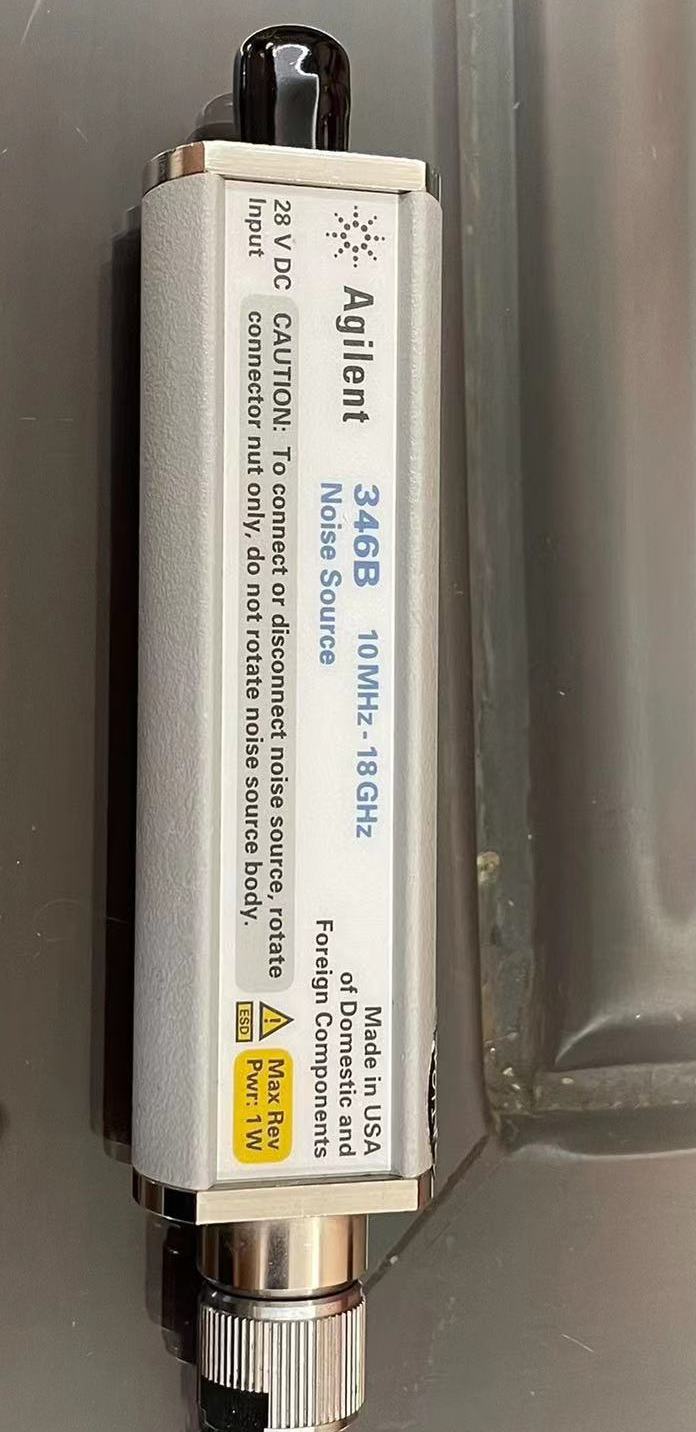 Agilent
346B 10 MHz - 18 GHz
Noise Source
Made in USA
of Domestic and
Foreign Components
28 V DC
Input
CAUTION: To connect or disconnect noise source, rotate
connector nut only, do not rotate noise source body.
ESD
Max Rev
Pwr: 1 W